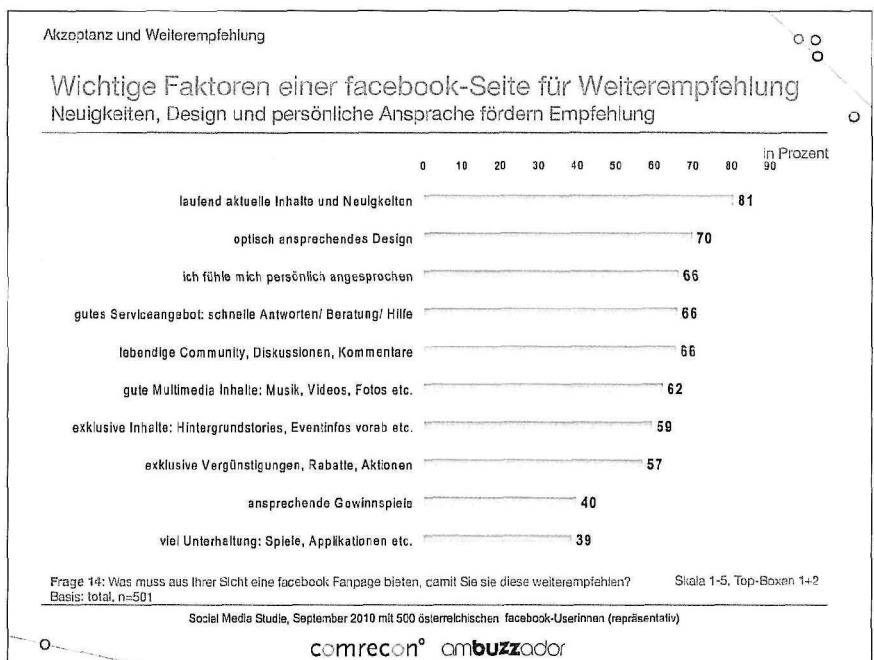 Akzeptanz und Weiterempfehlung
Wichtige Faktoren einer facebook-Seite für Weiterempfehlung
Neuigkeiten, Design und persönliche Ansprache fördern Empfehlung
in Prozent
0 10 20 30 40 50 60 70 80 90
laufend aktuelle Inhalte und Neuigkeiten 81
optisch ansprechendes Design 70
ich fühle mich persönlich angesprochen 66
gutes Serviceangebot: schnelle Antworten/ Beratung/ Hilfe 66
lebendige Community, Diskussionen, Kommentare 66
gute Multimedia Inhalte: Musik, Videos, Fotos etc. 62
exklusive Inhalte: Hintergrundstories, Eventinfos vorab etc. 59
exklusive Vergünstigungen, Rabatte, Aktionen 57
ansprechende Gewinnspiele 40
viel Unterhaltung: Spiele, Applikationen etc. 39
Frage 14: Was muss aus Ihrer Sicht eine facebook Fanpage bieten, damit Sie sie diese weiterempfehlen? Skala 1-5, Top-Boxen 1+2
Basis: total, n=501
Social Media Studie, September 2010 mit 500 österreichischen facebook-Userinnen (repräsentativ)
comrecon° ambuzzador